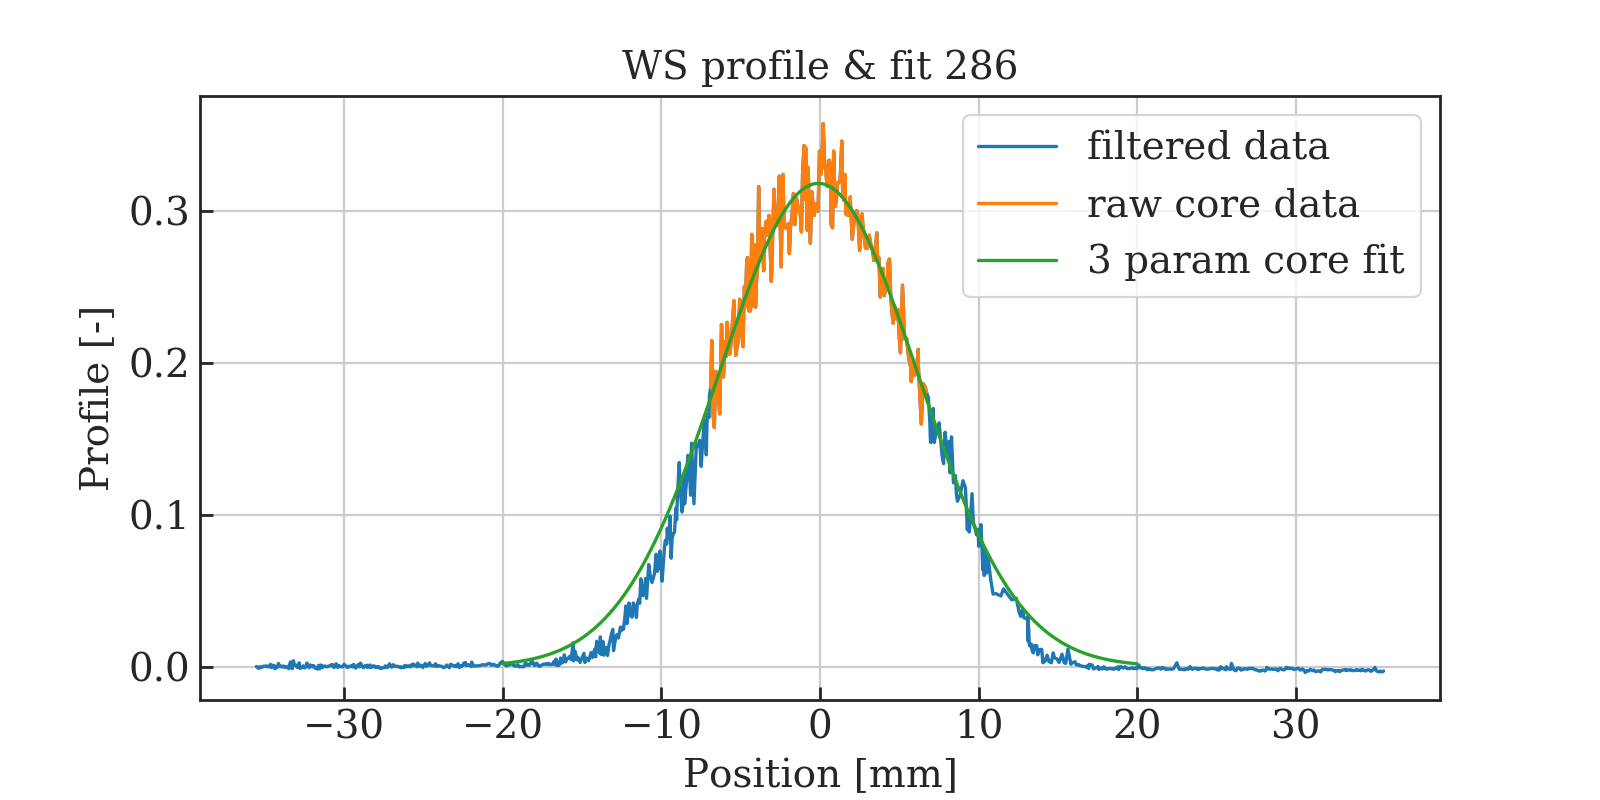 WS profile & fit 286
filtered data
raw core data
3 param core fit
Profile [-]
0.3
0.2
0.1
0.0
−30 −20 −10 0 10 20 30
Position [mm]